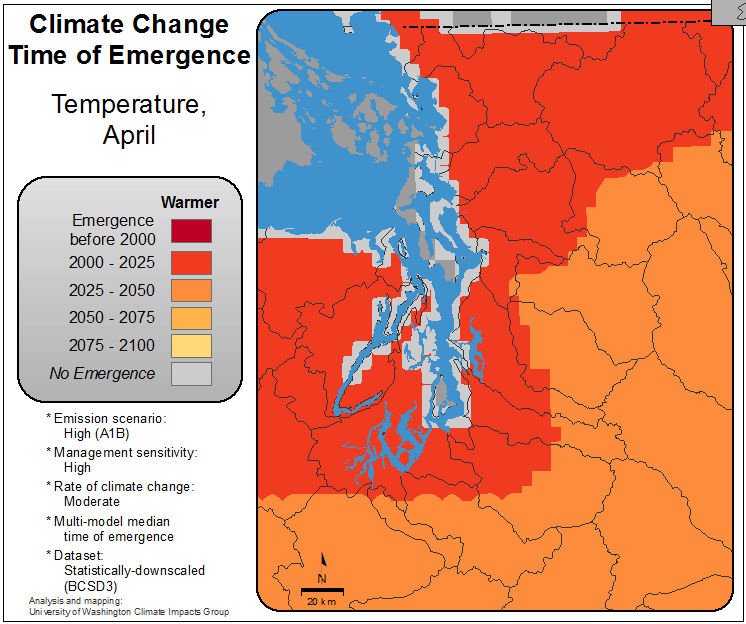 Climate Change
Time of Emergence
Temperature,
April
Warmer
Emergence
before 2000
2000 - 2025
2025 - 2050
2050 - 2075
2075 - 2100
No Emergence
* Emission scenario:
High (A1B)
* Management sensitivity:
High
* Rate of climate change:
Moderate
* Multi-model median
time of emergence
* Dataset:
Statistically-downscaled
(BCSD3)
Analysis and mapping:
University of Washington Climate Impacts Group
N
20 km